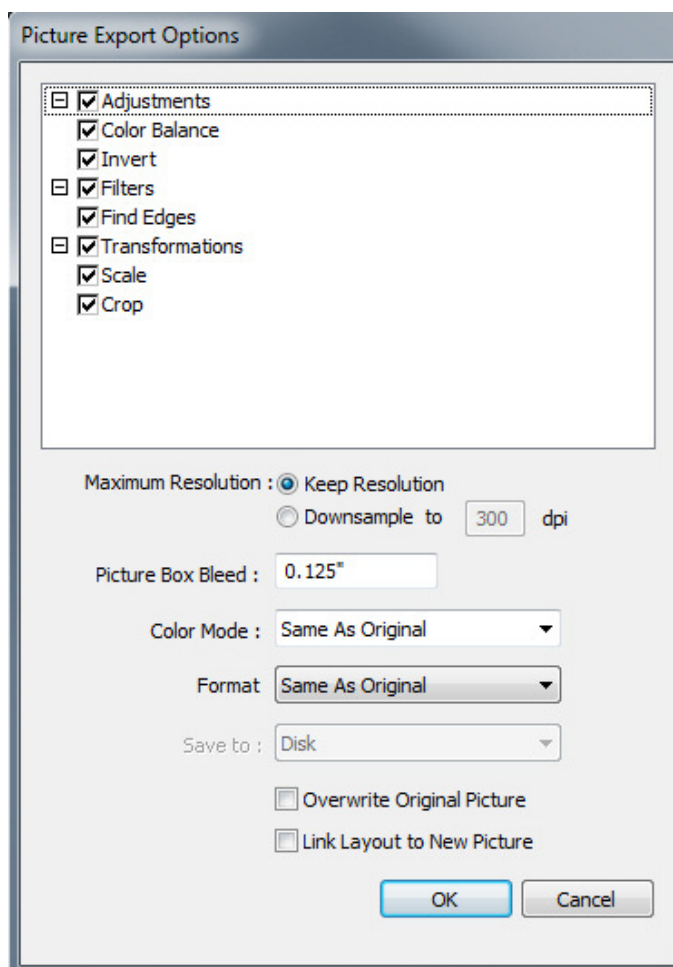 Picture Export Options
Adjustments
Color Balance
Invert
Filters
Find Edges
Transformations
Scale
Crop
Maximum Resolution : Keep Resolution
Downsample to 300 dpi
Picture Box Bleed : 0.125"
Color Mode : Same As Original
Format Same As Original
Save to : Disk
Overwrite Original Picture
Link Layout to New Picture
OK Cancel